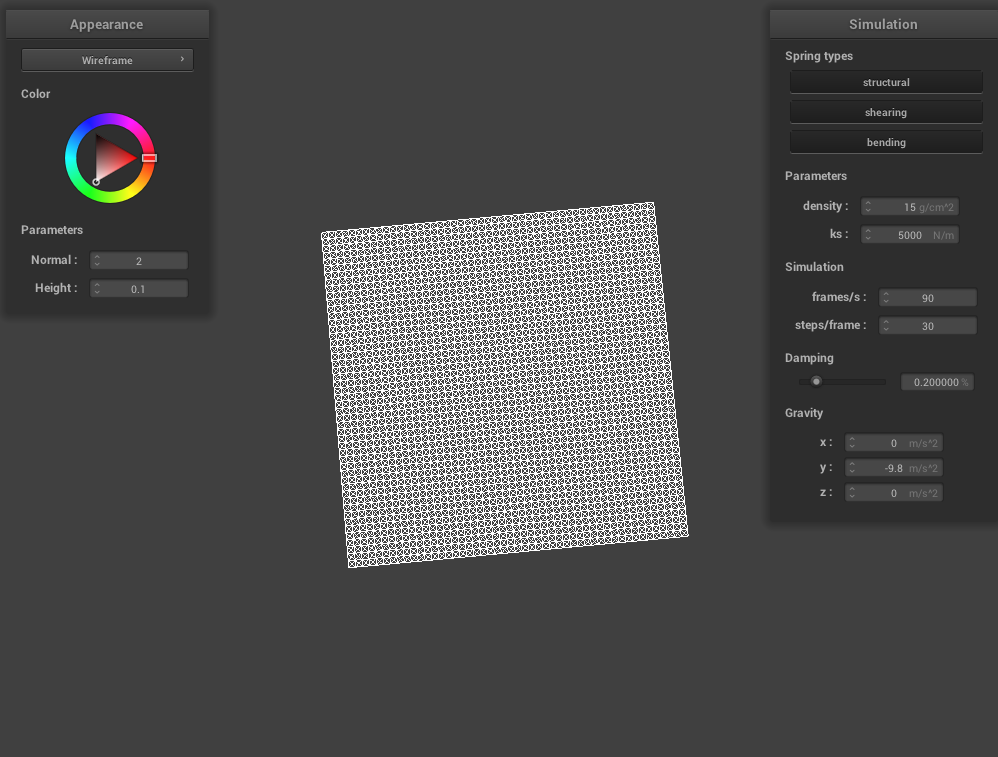 Appearance
Wireframe
Color
Parameters
Normal : 2
Height : 0.1
Simulation
Spring types
structural
shearing
bending
Parameters
density : 15 g/cm^2
ks : 5000 N/m
Simulation
frames/s : 90
steps/frame : 30
Damping
0.200000 %
Gravity
x : 0 m/s^2
y : -9.8 m/s^2
z : 0 m/s^2